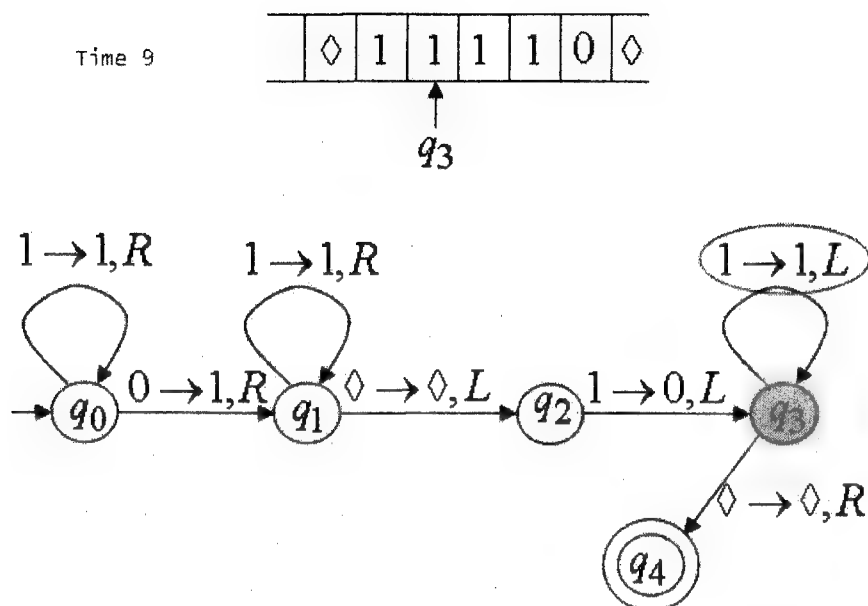 Time 9
◊ 1 1 1 1 0 ◊
q3
1 → 1, R
1 → 1, R
1 → 1, L
q0
0 → 1, R
q1
◊ → ◊, L
q2
1 → 0, L
q3
◊ → ◊, R
q4